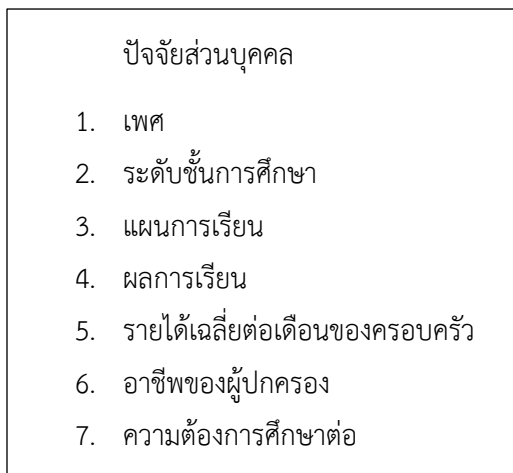 ปัจจัยส่วนบุคคล
1. เพศ
2. ระดับชั้นการศึกษา
3. แผนการเรียน
4. ผลการเรียน
5. รายได้เฉลี่ยต่อเดือนของครอบครัว
6. อาชีพของผู้ปกครอง
7. ความต้องการศึกษาต่อ